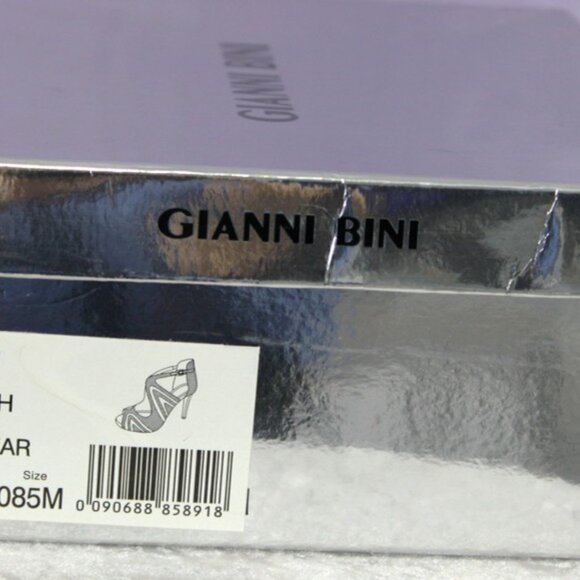 GIANNI BINI
GIANNI BINI
H
AR
Size
085M
0 090688 858918